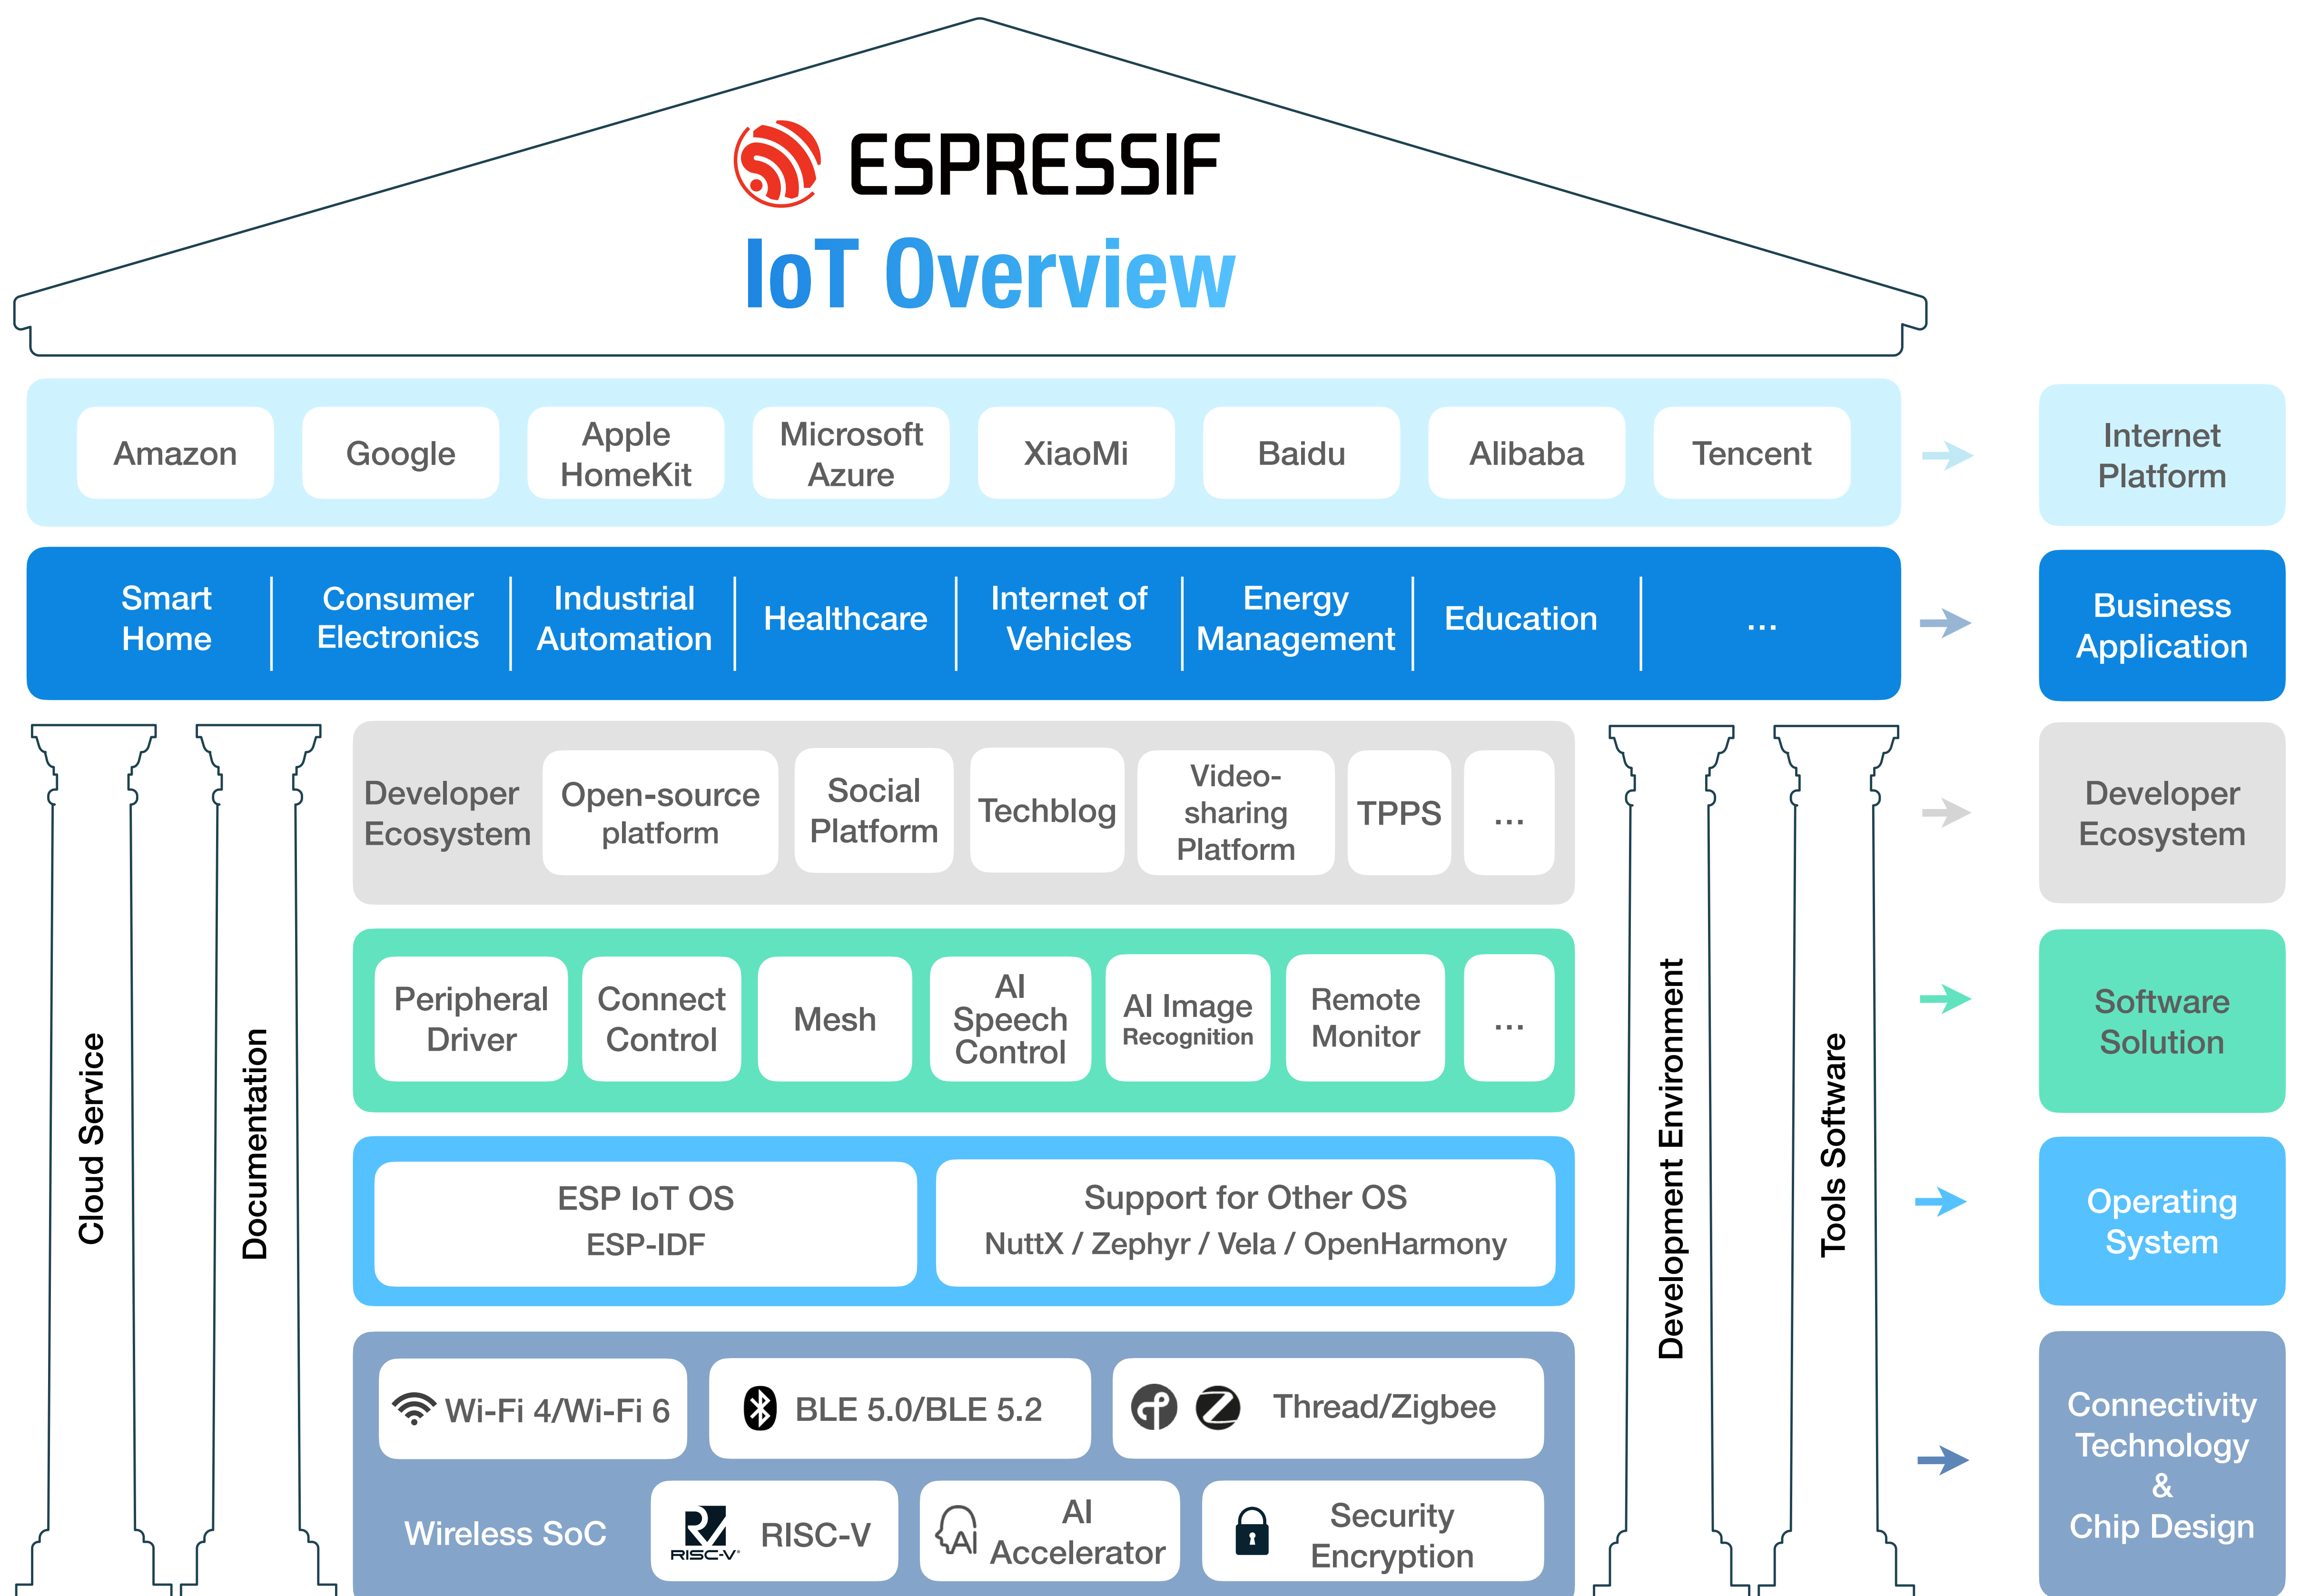 ESPRESSIF
IoT Overview
Amazon
Google
Apple
HomeKit
Microsoft
Azure
XiaoMi
Baidu
Alibaba
Tencent
Internet
Platform
Smart
Home
Consumer
Electronics
Industrial
Automation
Healthcare
Internet of
Vehicles
Energy
Management
Education
...
Business
Application
Cloud Service
Documentation
Developer
Ecosystem
Open-source
platform
Social
Platform
Techblog
Video-
sharing
Platform
TPPS
...
Developer
Ecosystem
Peripheral
Driver
Connect
Control
Mesh
AI
Speech
Control
AI Image
Recognition
Remote
Monitor
...
Software
Solution
ESP IoT OS
ESP-IDF
Support for Other OS
NuttX / Zephyr / Vela / OpenHarmony
Operating
System
Wi-Fi 4/Wi-Fi 6
BLE 5.0/BLE 5.2
Thread/Zigbee
Wireless SoC
RISC-V®
RISC-V
AI
AI
Accelerator
Security
Encryption
Development Environment
Tools Software
Connectivity
Technology
&
Chip Design